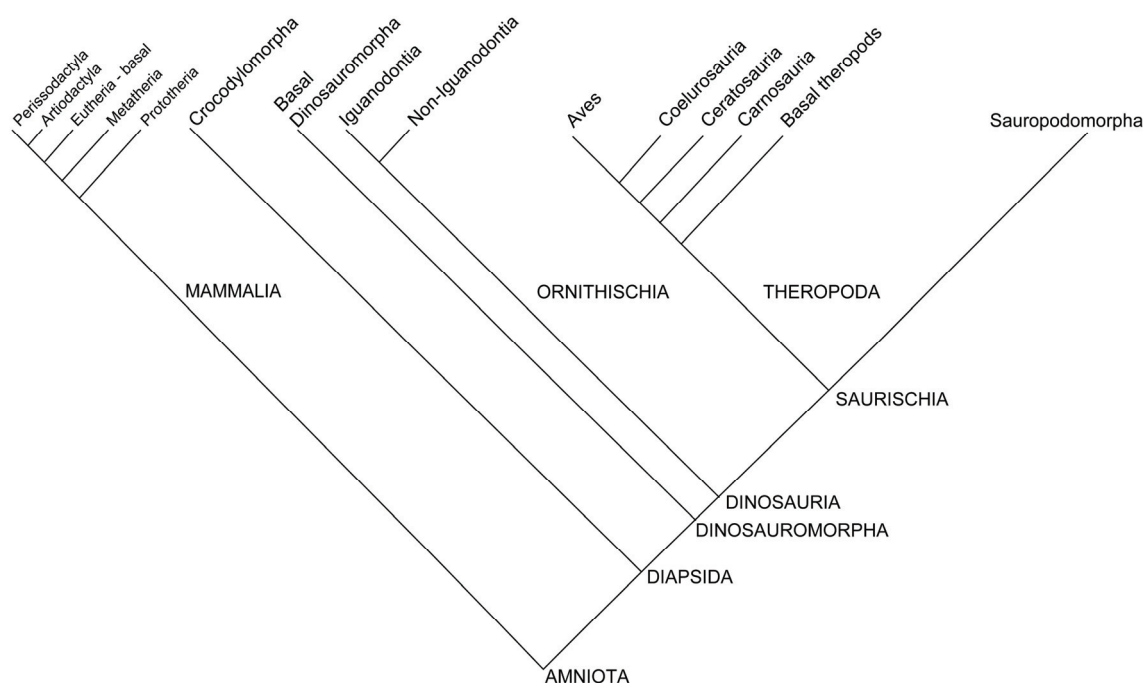 Perissodactyla
Artiodactyla
Eutheria - basal
Metatheria
Prototheria
Crocodylomorpha
Basal
Dinosauromorpha
Iguanodontia
Non-Iguanodontia
Aves
Coelurosauria
Ceratosauria
Carnosauria
Basal theropods
Sauropodomorpha
MAMMALIA
ORNITHISCHIA
THEROPODA
SAURISCHIA
DINOSAURIA
DINOSAUROMORPHA
DIAPSIDA
AMNIOTA